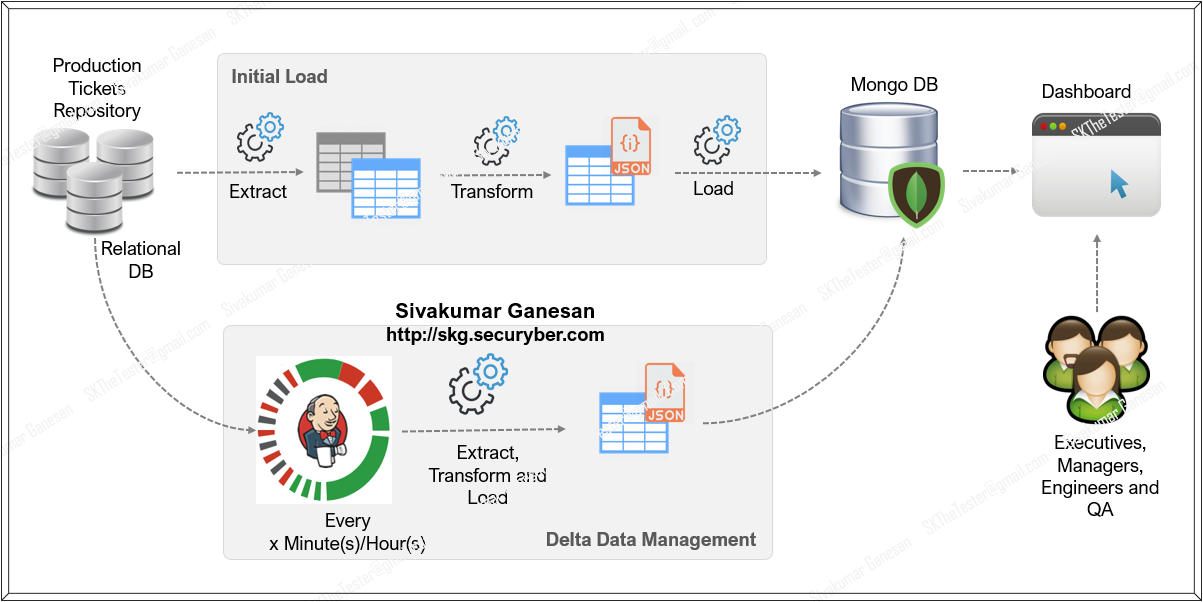 Production
Tickets
Repository
Relational
DB
Initial Load
Extract
Transform
JSON
Load
Mongo DB
Dashboard
Sivakumar Ganesan
http://skg.securyber.com
Every
x Minute(s)/Hour(s)
Extract,
Transform and
Load
JSON
Delta Data Management
Executives,
Managers,
Engineers and
QA
Sivakumar Ganesan
SKTheTester@gmail.com